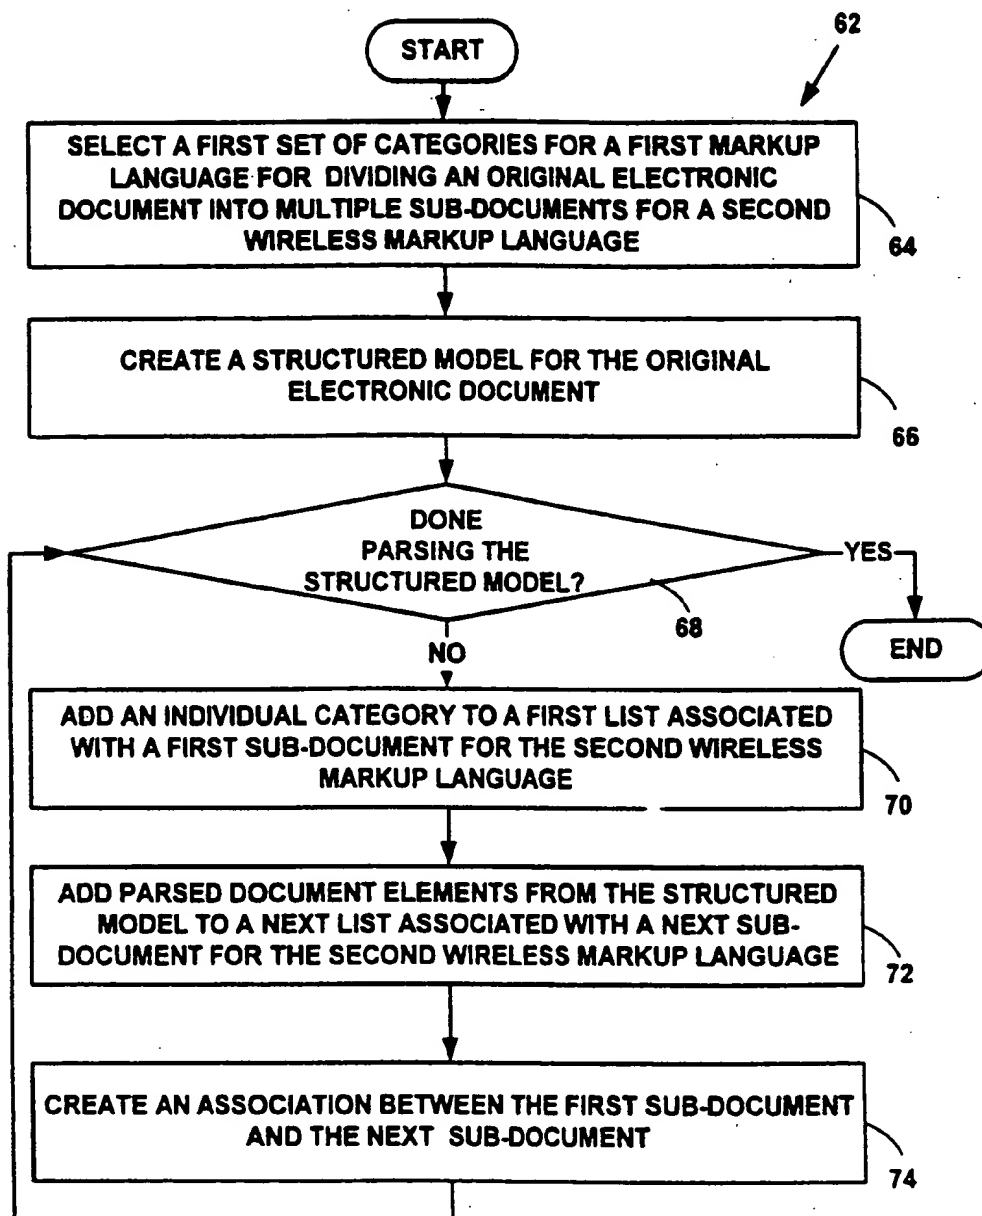 START
62
SELECT A FIRST SET OF CATEGORIES FOR A FIRST MARKUP
LANGUAGE FOR DIVIDING AN ORIGINAL ELECTRONIC
DOCUMENT INTO MULTIPLE SUB-DOCUMENTS FOR A SECOND
WIRELESS MARKUP LANGUAGE
64
CREATE A STRUCTURED MODEL FOR THE ORIGINAL
ELECTRONIC DOCUMENT
66
DONE
PARSING THE
STRUCTURED MODEL?
YES
68
END
NO
ADD AN INDIVIDUAL CATEGORY TO A FIRST LIST ASSOCIATED
WITH A FIRST SUB-DOCUMENT FOR THE SECOND WIRELESS
MARKUP LANGUAGE
70
ADD PARSED DOCUMENT ELEMENTS FROM THE STRUCTURED
MODEL TO A NEXT LIST ASSOCIATED WITH A NEXT SUB-
DOCUMENT FOR THE SECOND WIRELESS MARKUP LANGUAGE
72
CREATE AN ASSOCIATION BETWEEN THE FIRST SUB-DOCUMENT
AND THE NEXT SUB-DOCUMENT
74